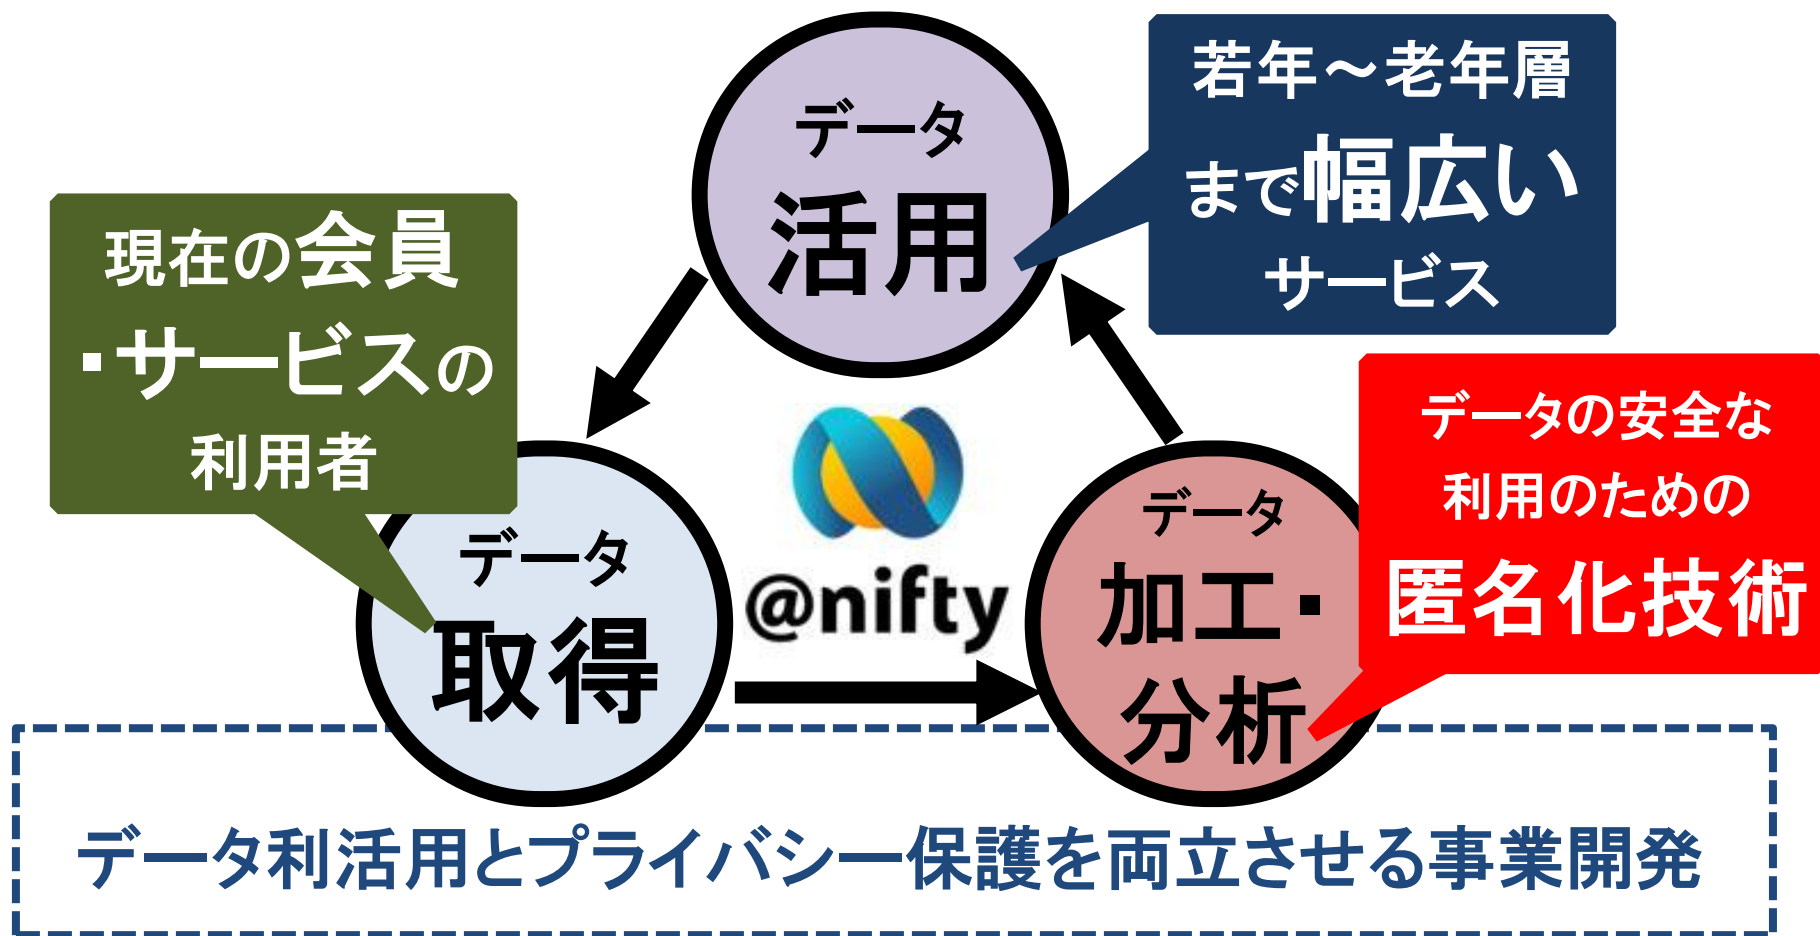 データ
活用
若年～老年層
まで幅広い
サービス
現在の会員
・サービスの
利用者
データ
取得
@nifty
データ
加工・
分析
データの安全な
利用のための
匿名化技術
データ利活用とプライバシー保護を両立させる事業開発